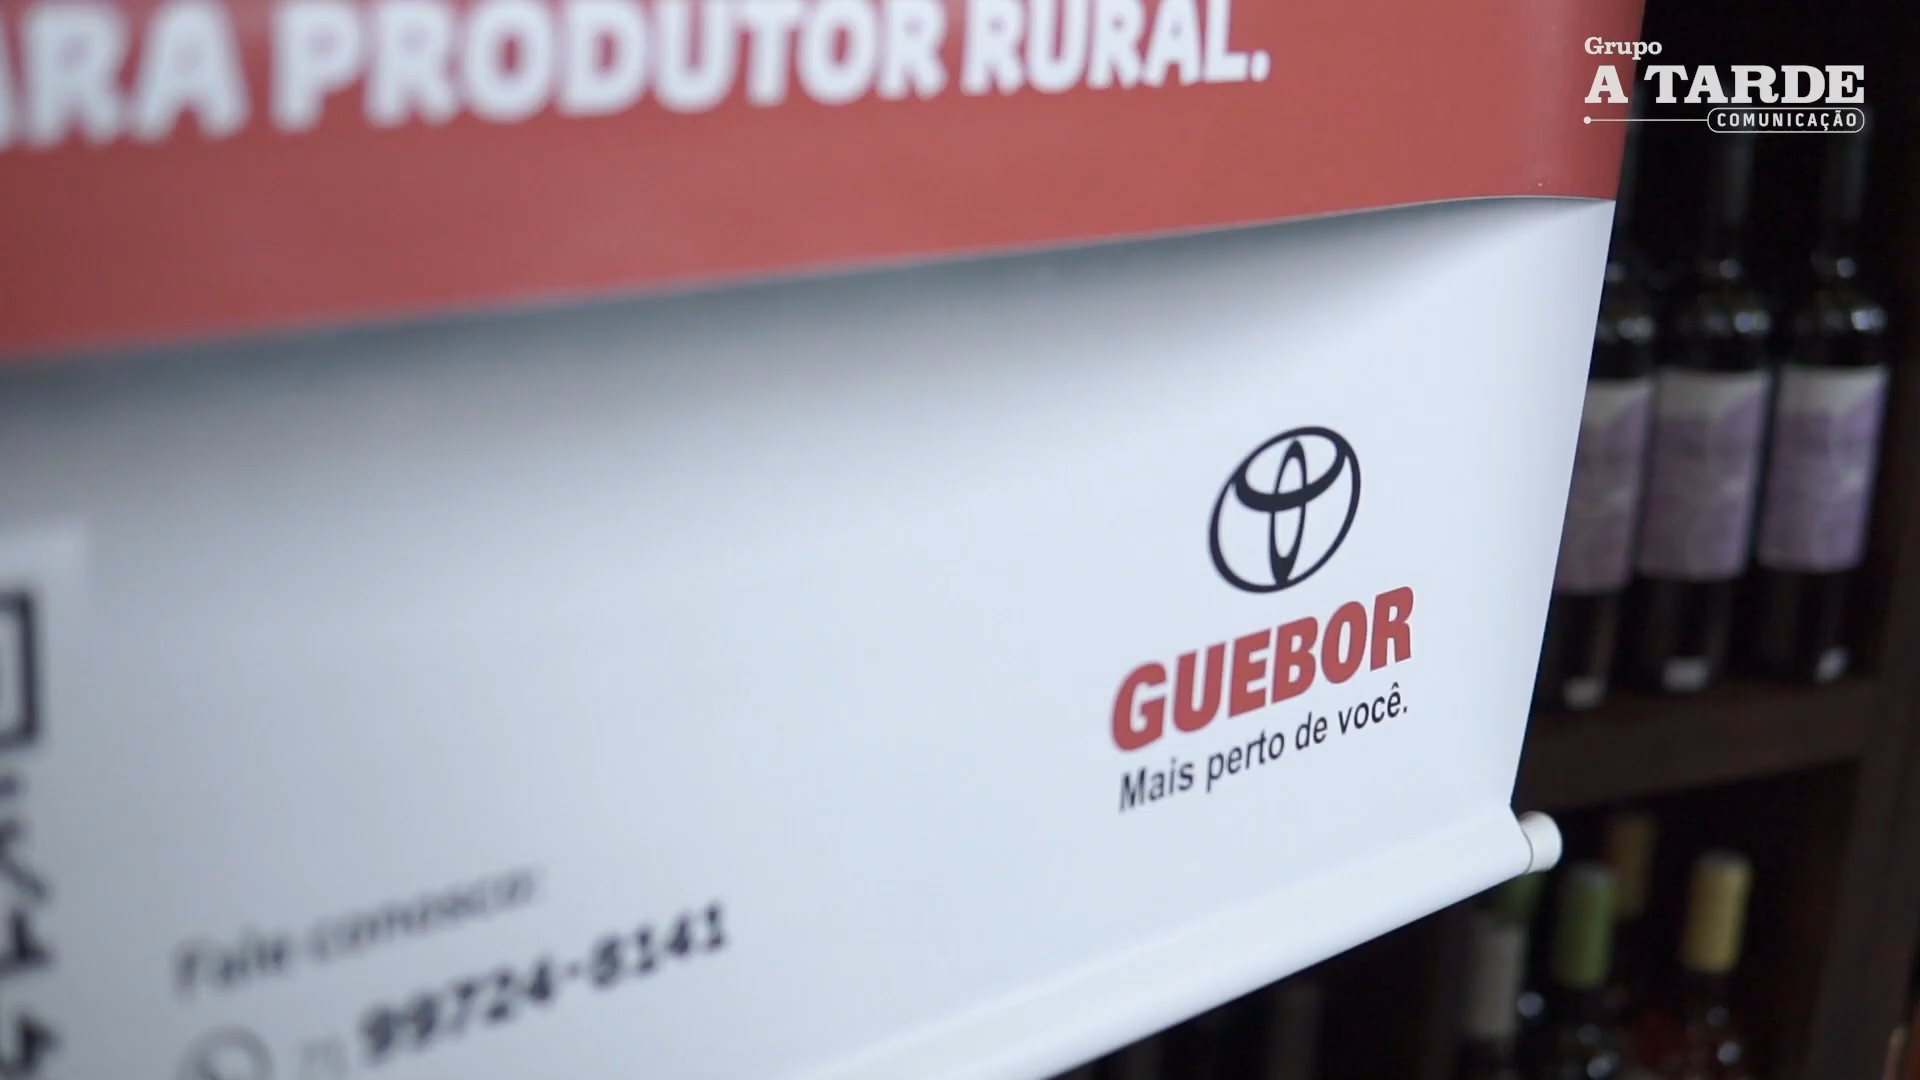 ARA PRODUTOR RURAL.
Grupo
A TARDE
COMUNICAÇÃO
GUEBOR
Mais perto de você.
Fale conosco:
99724-5141